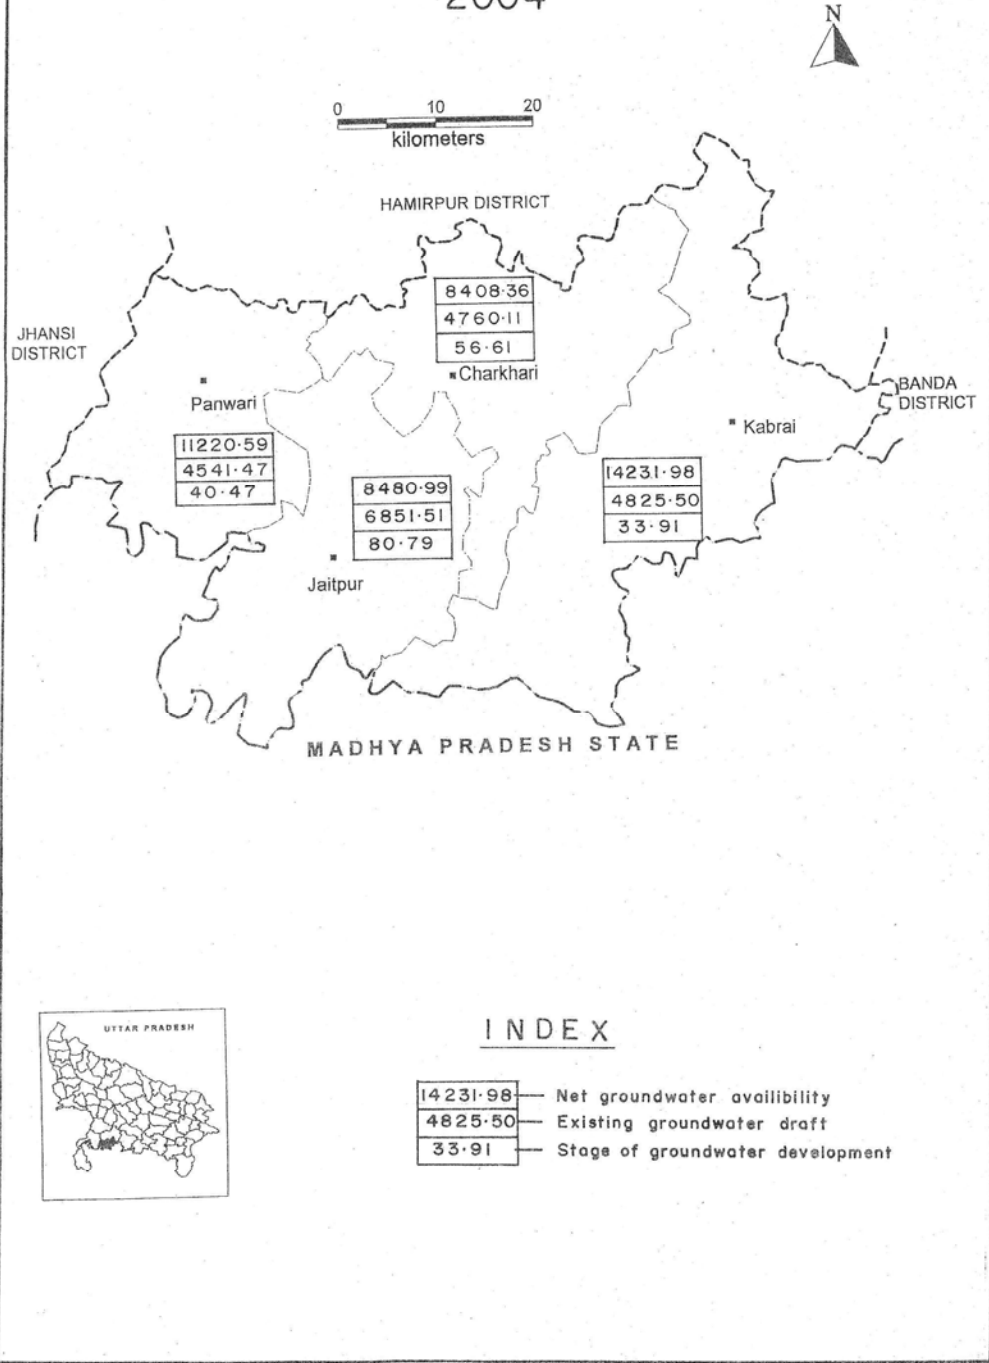 2004
N
0 10 20
kilometers
HAMIRPUR DISTRICT
8408.36
4760.11
56.61
JHANSI
DISTRICT
Charkhari
BANDA
DISTRICT
Panwari
Kabrai
11220.59
4541.47
40.47
14231.98
4825.50
33.91
8480.99
6851.51
80.79
Jaitpur
MADHYA PRADESH STATE
UTTAR PRADESH
INDEX
14231.98 Net groundwater availibility
4825.50 Existing groundwater draft
33.91 Stage of groundwater development